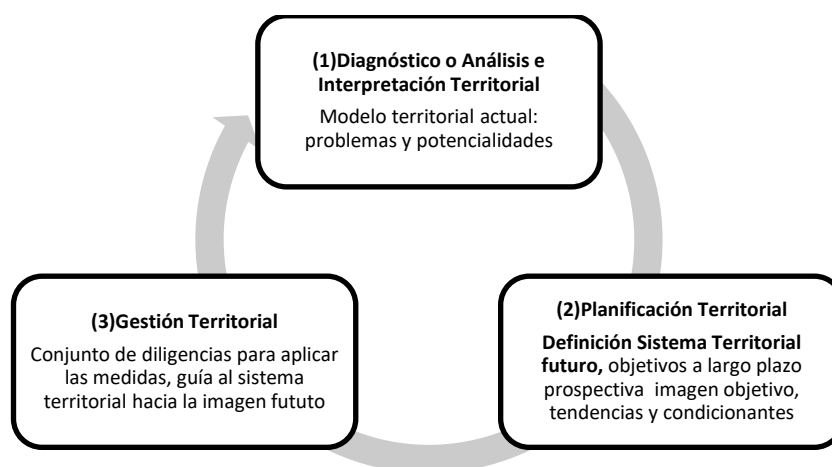 (1)Diagnóstico o Análisis e
Interpretación Territorial
Modelo territorial actual:
problemas y potencialidades
(2)Planificación Territorial
Definición Sistema Territorial
futuro, objetivos a largo plazo
prospectiva imagen objetivo,
tendencias y condicionantes
(3)Gestión Territorial
Conjunto de diligencias para aplicar
las medidas, guía al sistema
territorial hacia la imagen fututo